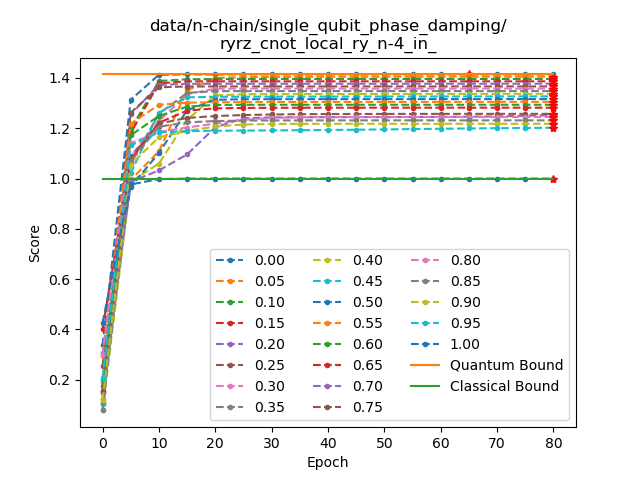 data/n-chain/single_qubit_phase_damping/
ryrz_cnot_local_ry_n-4_in_
Score
1.4
1.2
1.0
0.8
0.6
0.4
0.2
0.00 0.40 0.80
0.05 0.45 0.85
0.10 0.50 0.90
0.15 0.55 0.95
0.20 0.60 1.00
0.25 0.65 Quantum Bound
0.30 0.70 Classical Bound
0.35 0.75
0 10 20 30 40 50 60 70 80
Epoch